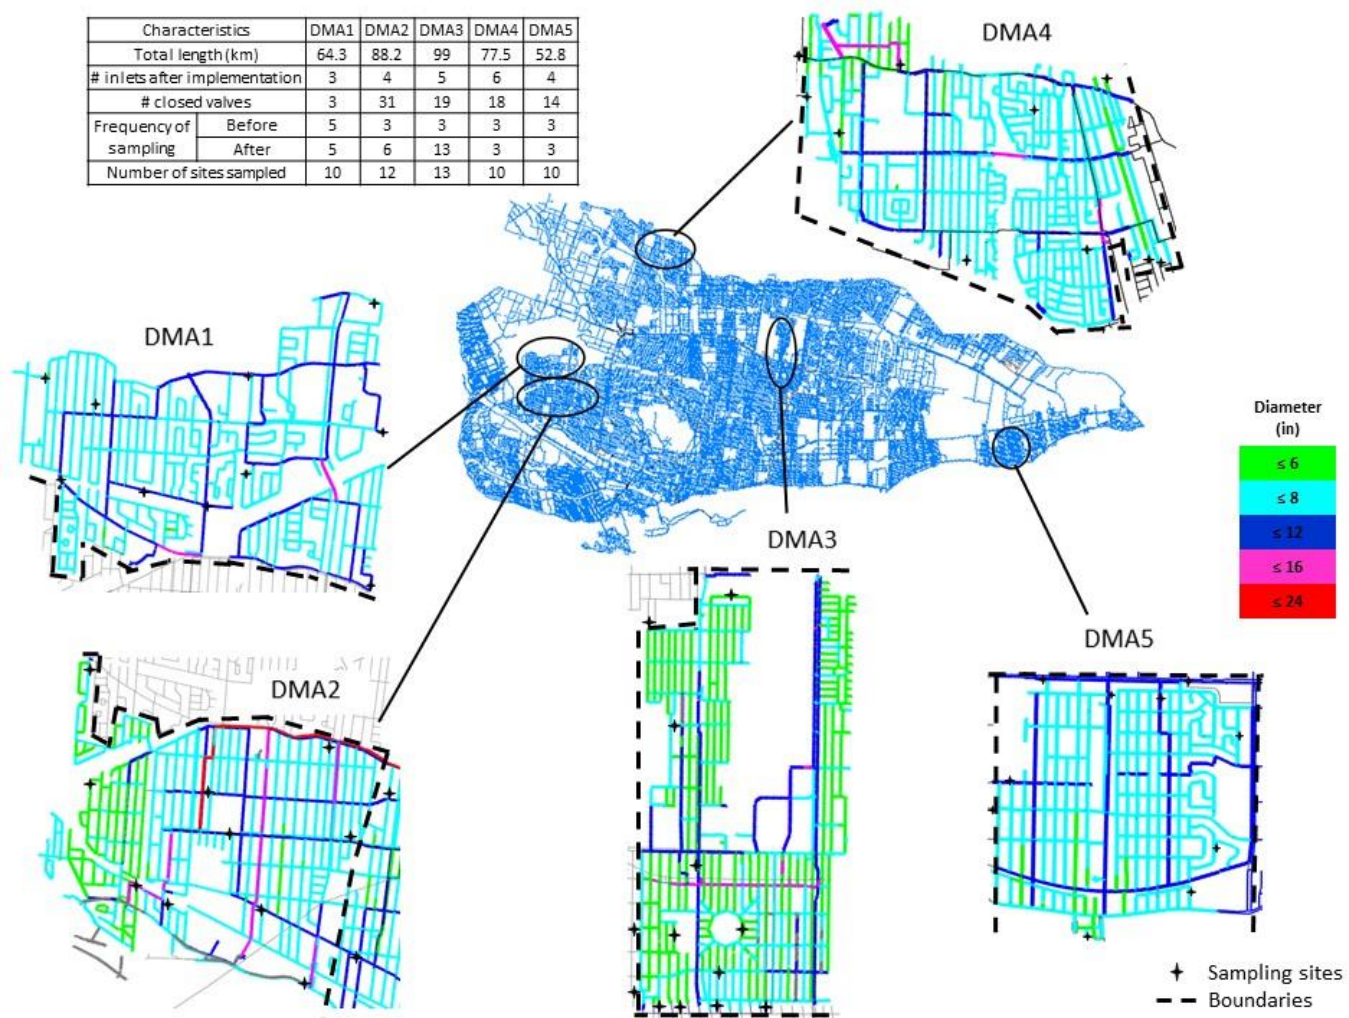 Characteristics DMA1 DMA2 DMA3 DMA4 DMA5
Total length (km) 64.3 88.2 99 77.5 52.8
# inlets after implementation 3 4 5 6 4
# closed valves 3 31 19 18 14
Frequency of sampling Before 5 3 3 3 3
After 5 6 13 3 3
Number of sites sampled 10 12 13 10 10
DMA4
DMA1
DMA3
DMA2
DMA5
Diameter
(in)
≤ 6
≤ 8
≤ 12
≤ 16
≤ 24
Sampling sites
Boundaries